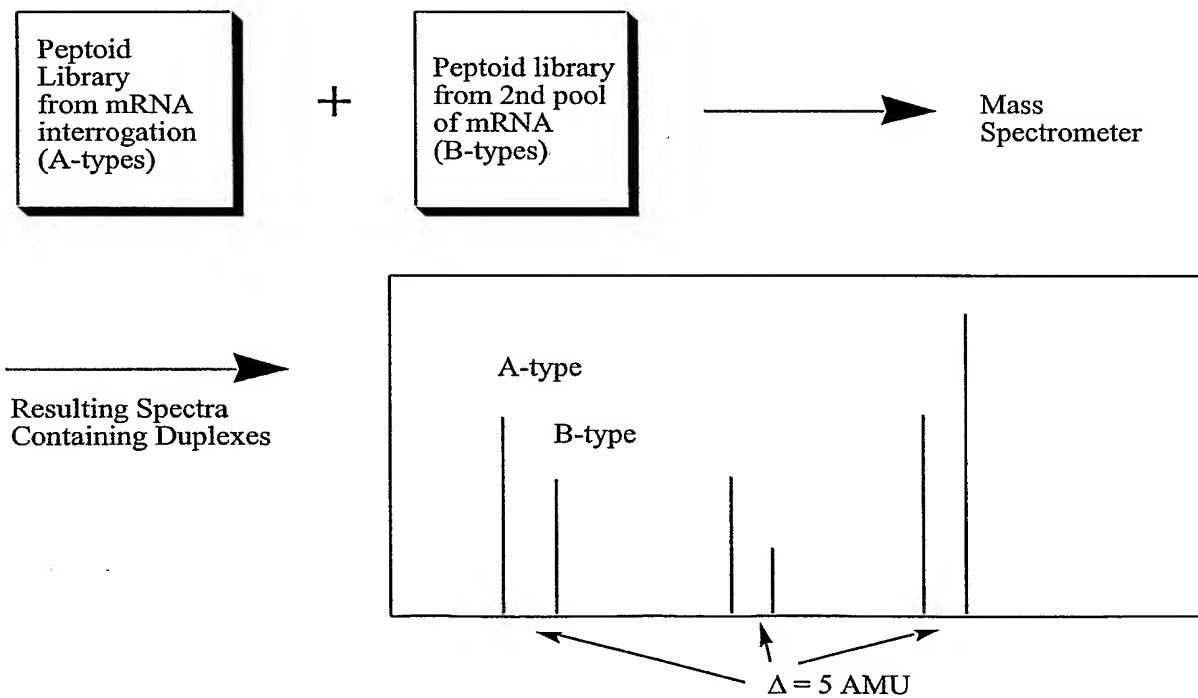 Peptoid
Library
from mRNA
interrogation
(A-types)
+
Peptoid library
from 2nd pool
of mRNA
(B-types)
Mass
Spectrometer
Resulting Spectra
Containing Duplexes
A-type
B-type
Δ = 5 AMU